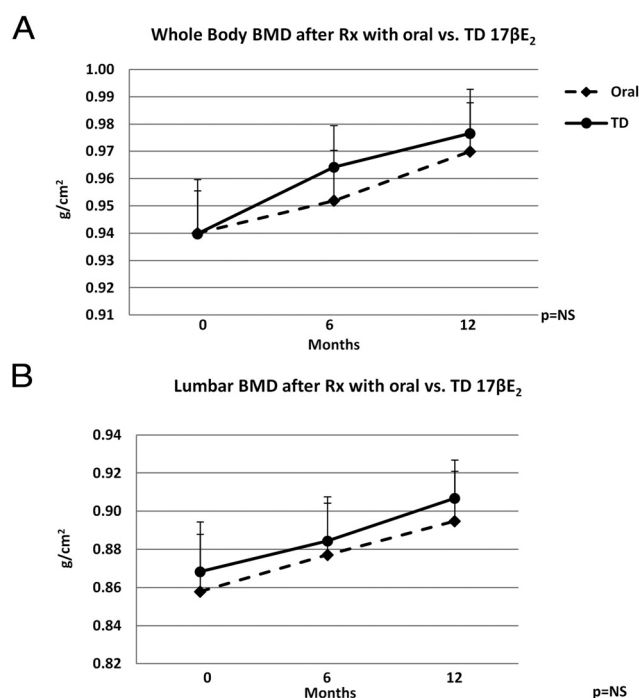 A
Whole Body BMD after Rx with oral vs. TD 17βE₂
1.00
0.99
0.98
0.97
0.96
0.95
0.94
0.93
0.92
0.91
g/cm²
0 6 12
Months
p=NS
Oral
TD
B
Lumbar BMD after Rx with oral vs. TD 17βE₂
0.94
0.92
0.90
0.88
0.86
0.84
0.82
g/cm²
0 6 12
Months
p=NS